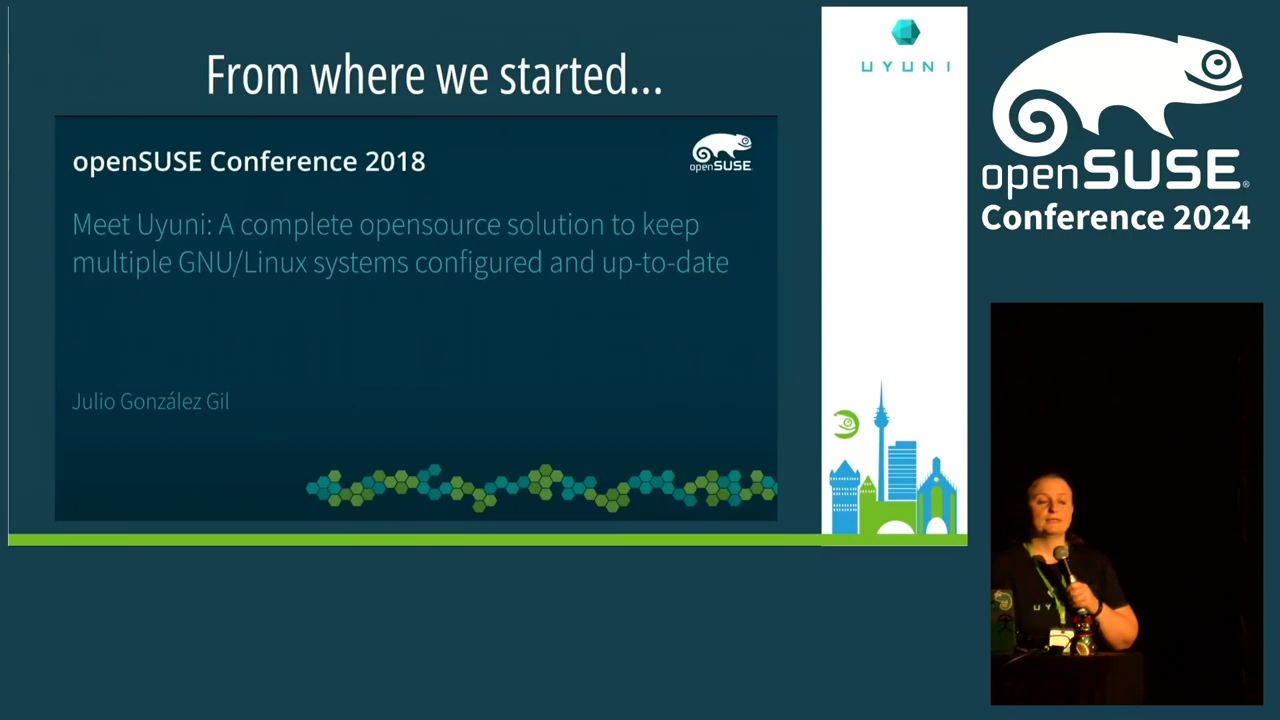 From where we started...
openSUSE Conference 2018
openSUSE
Meet Uyuni: A complete opensource solution to keep
multiple GNU/Linux systems configured and up-to-date
Julio González Gil
UYUNI
openSUSE®
Conference 2024
UY